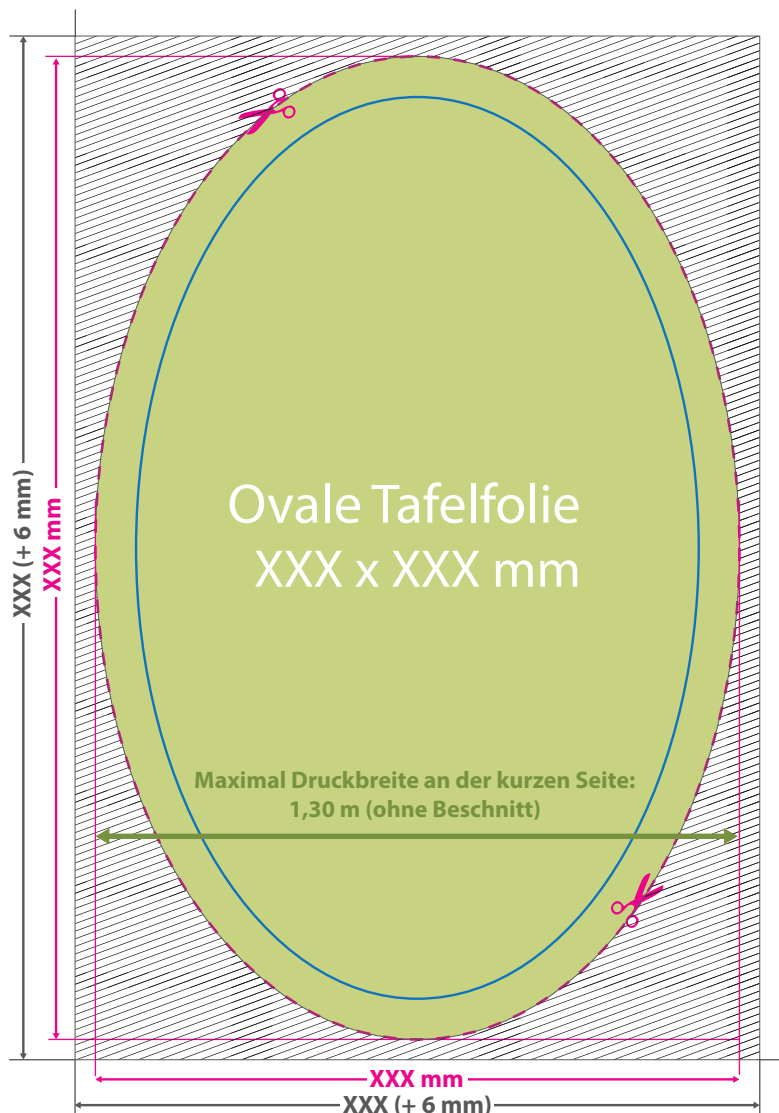 XXX (+ 6 mm)
XXX mm
Ovale Tafelfolie
XXX x XXX mm
Maximal Druckbreite an der kurzen Seite:
1,30 m (ohne Beschnitt)
XXX mm
XXX (+ 6 mm)